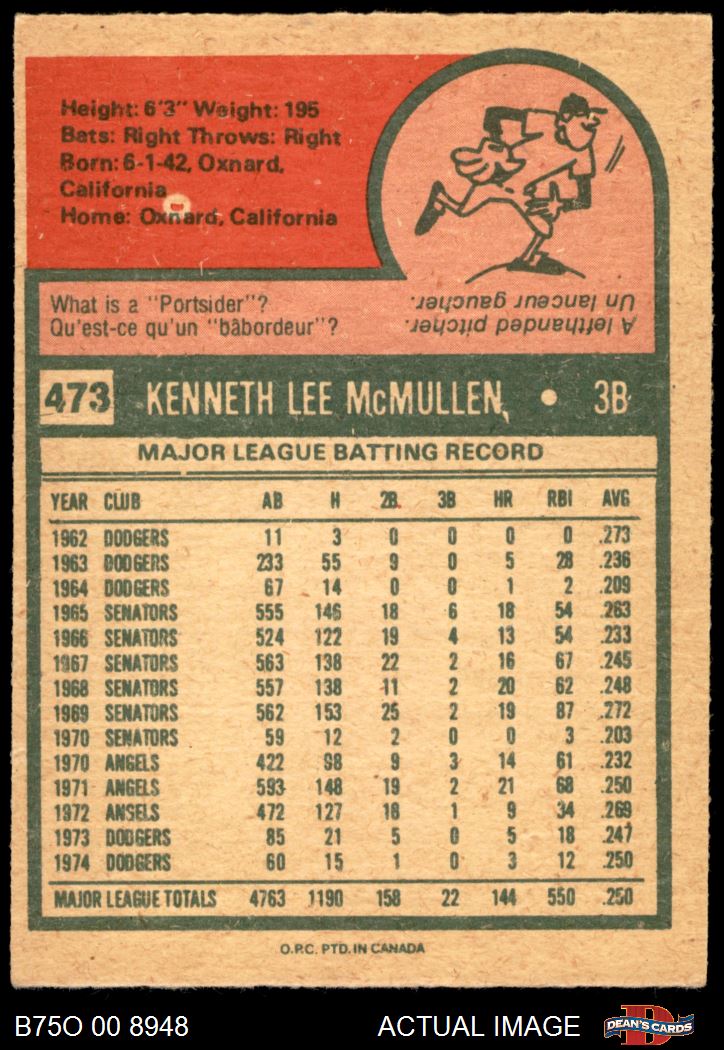 Height: 6'3" Weight: 195
Bats: Right Throws: Right
Born: 6-1-42, Oxnard,
California
Home: Oxnard, California
What is a "Portsider"?
Qu'est-ce qu'un "bâbordeur"?
A lefthanded pitcher.
Un lanceur gaucher.
473 KENNETH LEE McMULLEN • 3B
MAJOR LEAGUE BATTING RECORD
YEAR CLUB AB H 2B 3B HR RBI AVG
1962 DODGERS 11 3 0 0 0 0 .273
1963 DODGERS 233 55 9 0 5 28 .236
1964 DODGERS 67 14 0 0 1 2 .209
1965 SENATORS 555 146 18 6 18 54 .263
1966 SENATORS 524 122 19 4 13 54 .233
1967 SENATORS 563 138 22 2 16 67 .245
1968 SENATORS 557 138 11 2 20 62 .248
1969 SENATORS 562 153 25 2 19 87 .272
1970 SENATORS 59 12 2 0 0 3 .203
1970 ANGELS 422 98 9 3 14 61 .232
1971 ANGELS 593 148 19 2 21 68 .250
1972 ANGELS 472 127 18 1 9 34 .269
1973 DODGERS 85 21 5 0 5 18 .247
1974 DODGERS 60 15 1 0 3 12 .250
MAJOR LEAGUE TOTALS 4763 1190 158 22 144 550 .250
O.P.C. PTD. IN CANADA
B75O 00 8948 ACTUAL IMAGE DEAN'S CARDS